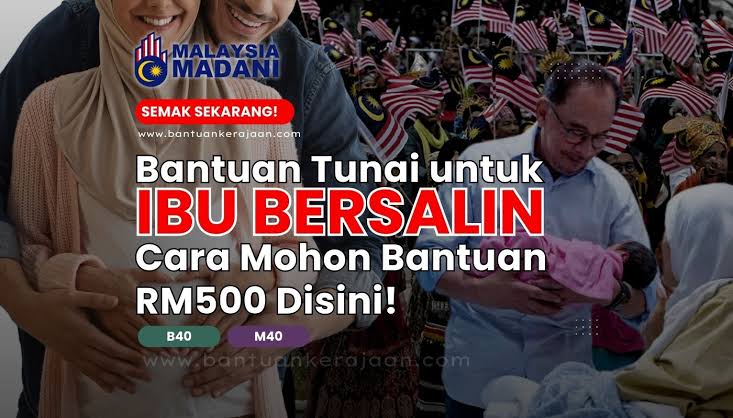 MALAYSIA
MADANI
SEMAK SEKARANG!
www.bantuankerajaan.com
Bantuan Tunai untuk
IBU BERSALIN
Cara Mohon Bantuan
RM500 Disini!
B40 M40
www.bantuankerajaan.com